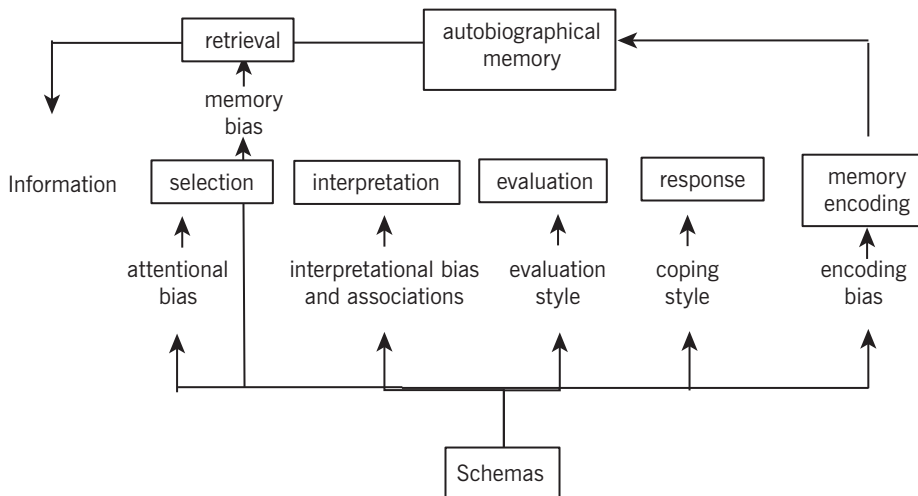 retrieval
autobiographical
memory
memory
bias
Information
selection
interpretation
evaluation
response
memory
encoding
attentional
bias
interpretational bias
and associations
evaluation
style
coping
style
encoding
bias
Schemas